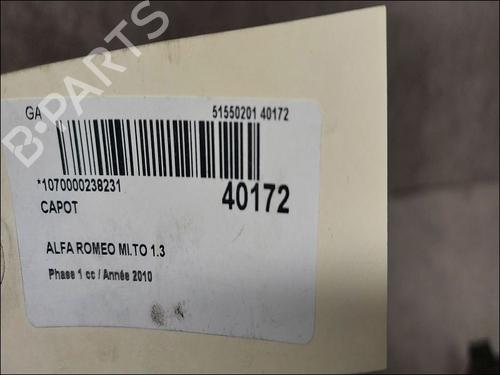 B-PARTS
GA 51550201 40172
*1070000238231
40172
CAPOT
ALFA ROMEO MI.TO 1.3
Phase 1 cc / Année 2010